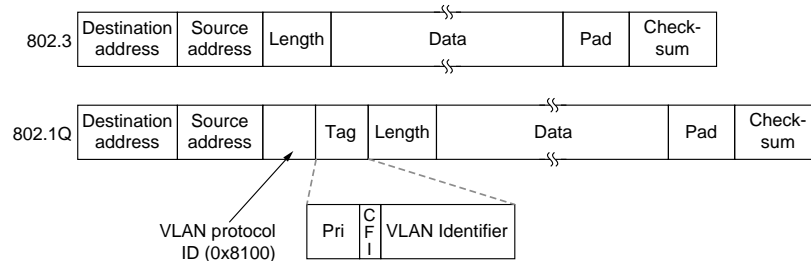 802.3
Destination
address
Source
address
Length
Data
Pad
Check-
sum
802.1Q
Destination
address
Source
address
Tag
Length
Data
Pad
Check-
sum
VLAN protocol
ID (0x8100)
Pri
C
F
I
VLAN Identifier